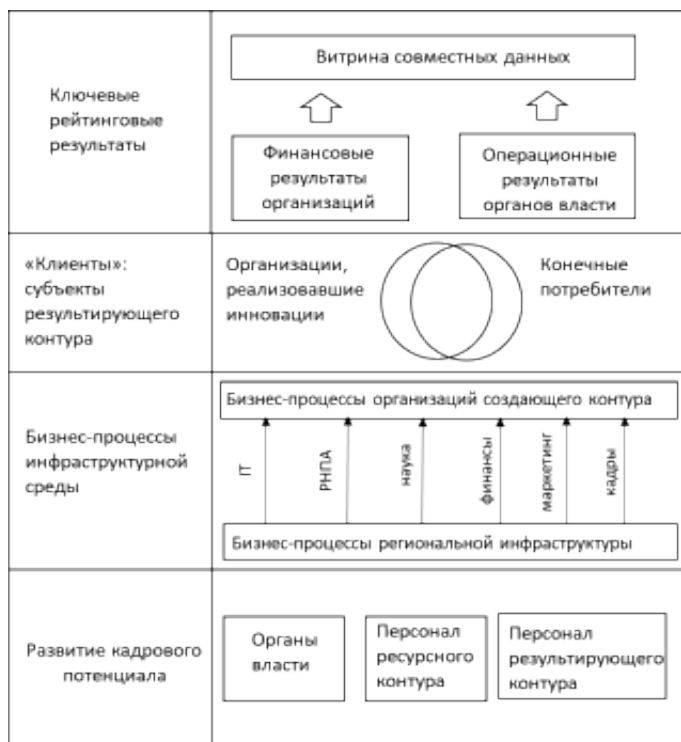 Ключевые
рейтинговые
результаты
Витрина совместных данных
Финансовые
результаты
организаций
Операционные
результаты
органов власти
«Клиенты»:
субъекты
результирующего
контура
Организации,
реализовавшие
инновации
Конечные
потребители
Бизнес-процессы
инфраструктурной
среды
Бизнес-процессы организаций создающего контура
IT
РНПА
наука
финансы
маркетинг
кадры
Бизнес-процессы региональной инфраструктуры
Развитие кадрового
потенциала
Органы
власти
Персонал
ресурсного
контура
Персонал
результирующего
контура